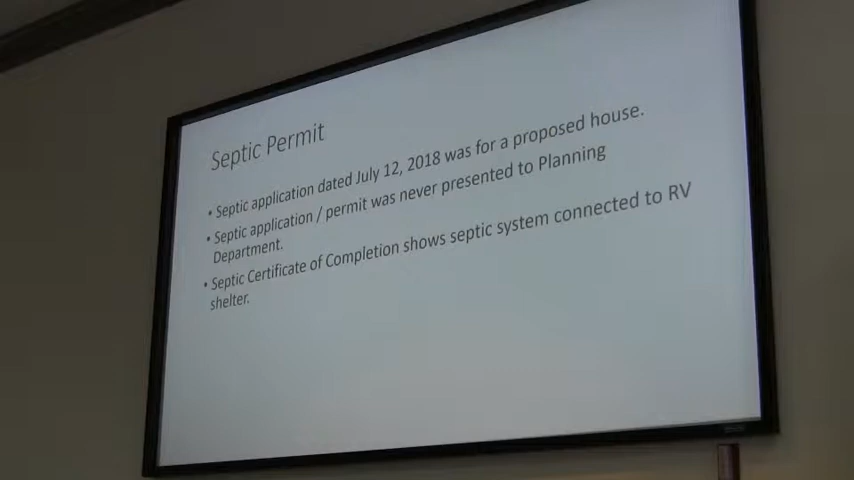 Septic Permit
• Septic application dated July 12, 2018 was for a proposed house.
• Septic application / permit was never presented to Planning
Department.
• Septic Certificate of Completion shows septic system connected to RV
shelter.